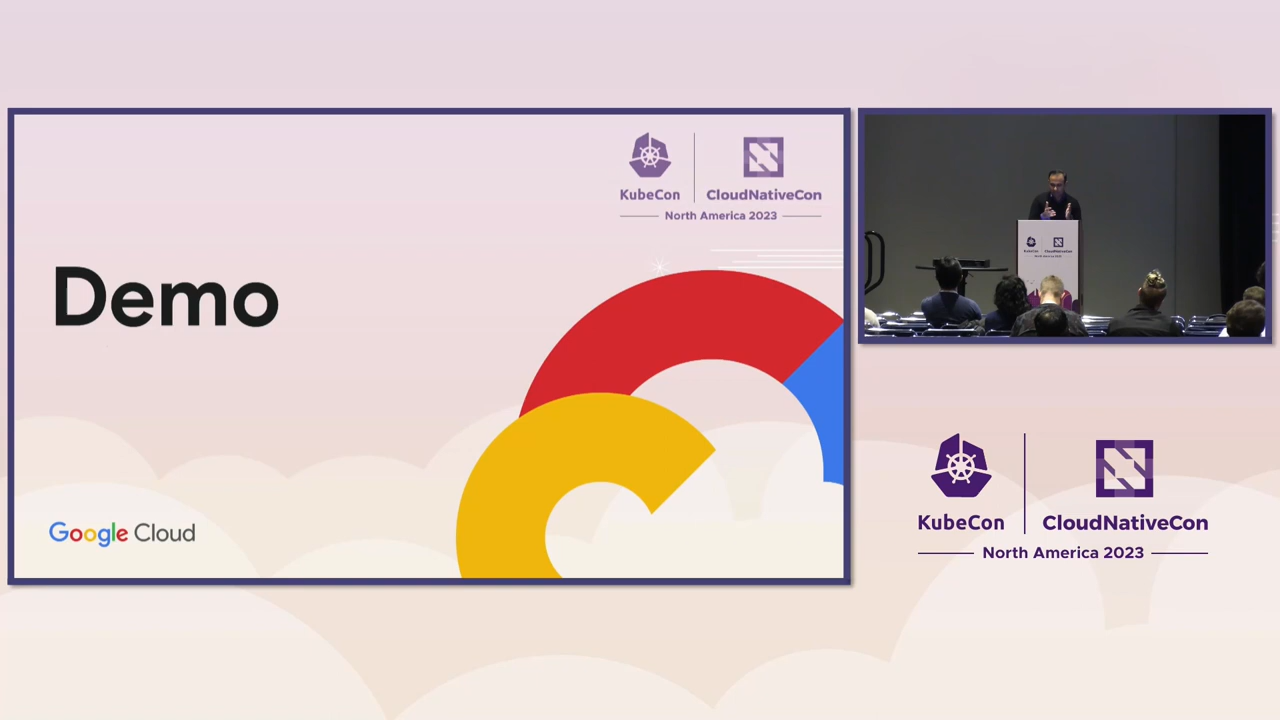 KubeCon
CloudNativeCon
North America 2023
Demo
Google Cloud
KubeCon
CloudNativeCon
North America 2023